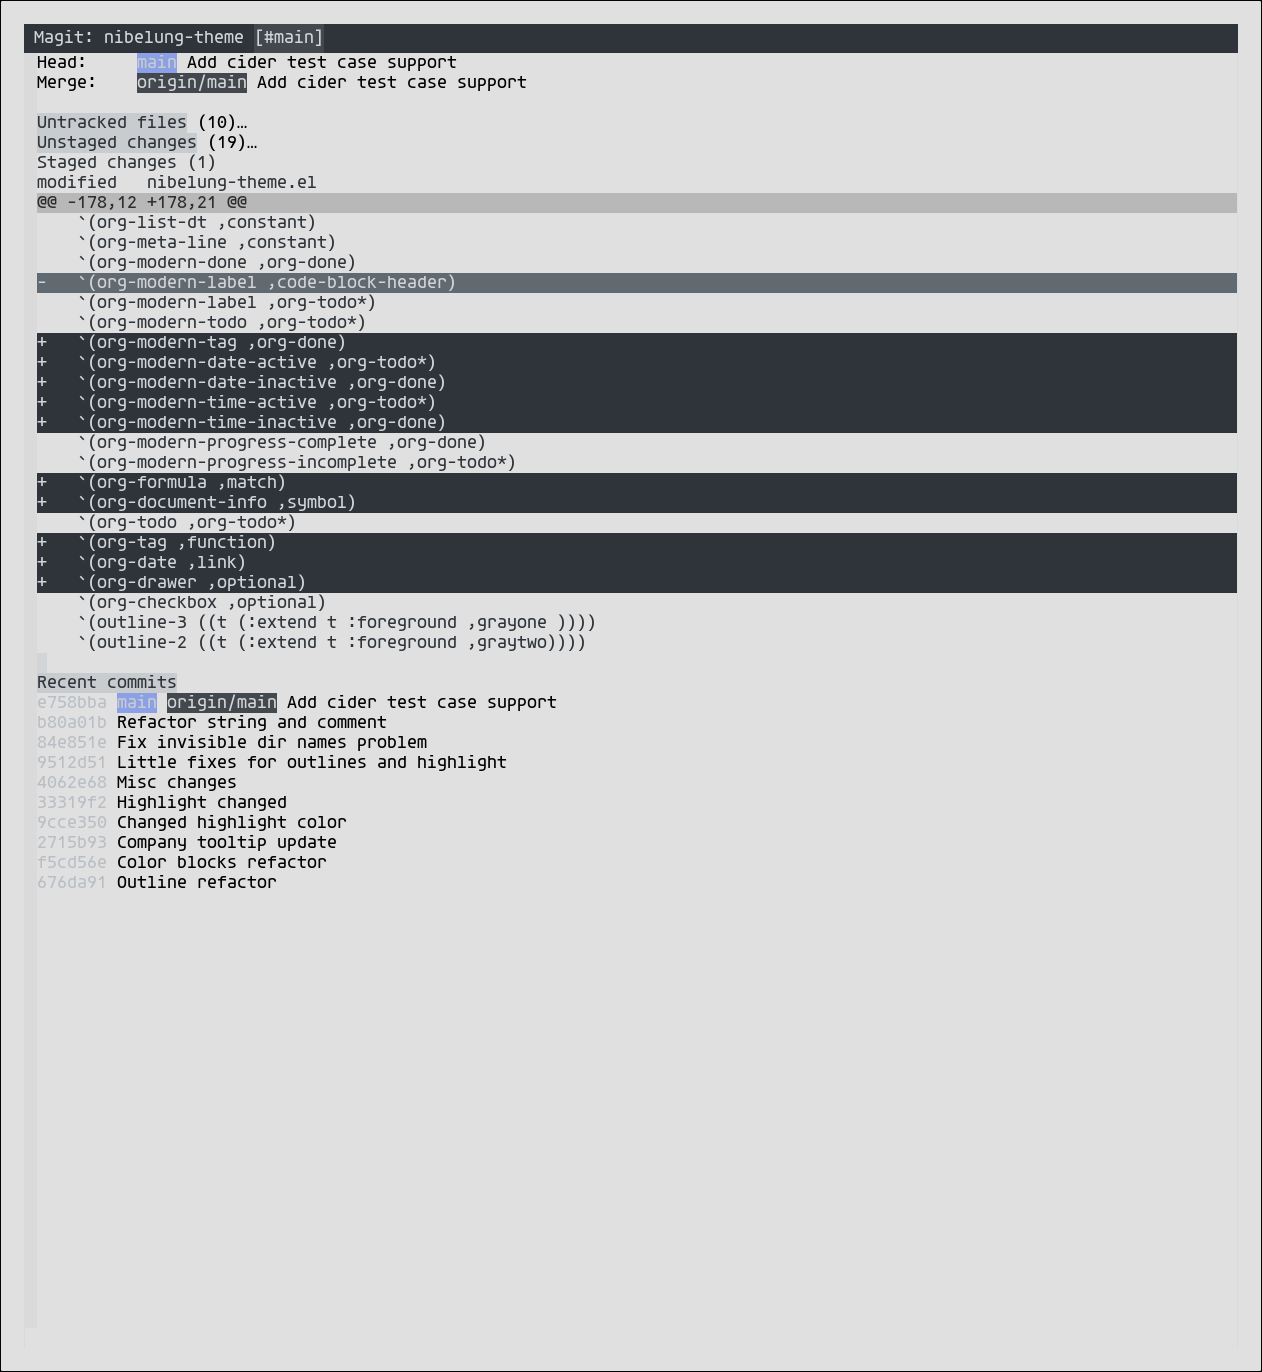 Magit: nibelung-theme [#main]
Head:     main Add cider test case support
Merge:    origin/main Add cider test case support
Untracked files (10)…
Unstaged changes (19)…
Staged changes (1)
modified   nibelung-theme.el
@@ -178,12 +178,21 @@
    `(org-list-dt ,constant)
    `(org-meta-line ,constant)
    `(org-modern-done ,org-done)
-   `(org-modern-label ,code-block-header)
    `(org-modern-label ,org-todo*)
    `(org-modern-todo ,org-todo*)
+   `(org-modern-tag ,org-done)
+   `(org-modern-date-active ,org-todo*)
+   `(org-modern-date-inactive ,org-done)
+   `(org-modern-time-active ,org-todo*)
+   `(org-modern-time-inactive ,org-done)
    `(org-modern-progress-complete ,org-done)
    `(org-modern-progress-incomplete ,org-todo*)
+   `(org-formula ,match)
+   `(org-document-info ,symbol)
    `(org-todo ,org-todo*)
+   `(org-tag ,function)
+   `(org-date ,link)
+   `(org-drawer ,optional)
    `(org-checkbox ,optional)
    `(outline-3 ((t (:extend t :foreground ,grayone ))))
    `(outline-2 ((t (:extend t :foreground ,graytwo))))
Recent commits
e758bba main origin/main Add cider test case support
b80a01b Refactor string and comment
84e851e Fix invisible dir names problem
9512d51 Little fixes for outlines and highlight
4062e68 Misc changes
33319f2 Highlight changed
9cce350 Changed highlight color
2715b93 Company tooltip update
f5cd56e Color blocks refactor
676da91 Outline refactor